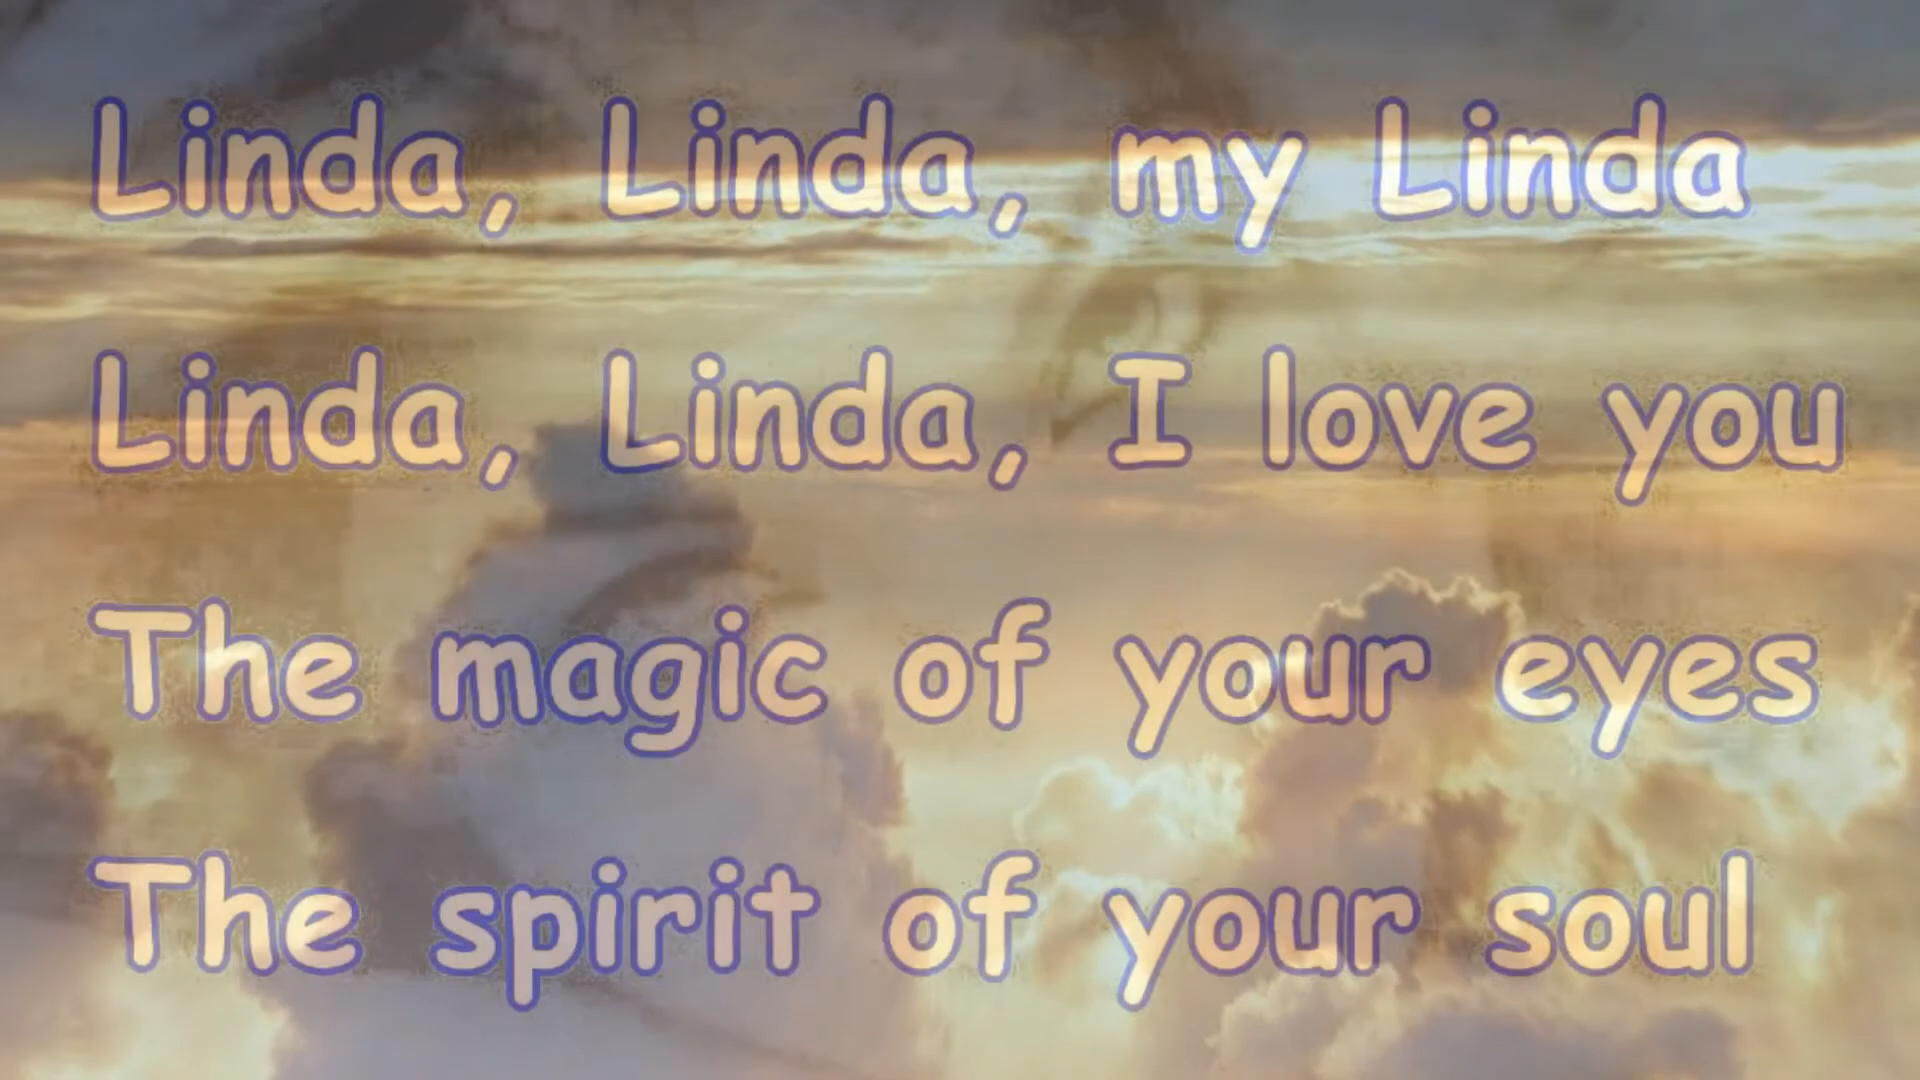 Linda, Linda, my Linda
Linda, Linda, I love you
The magic of your eyes
The spirit of your soul